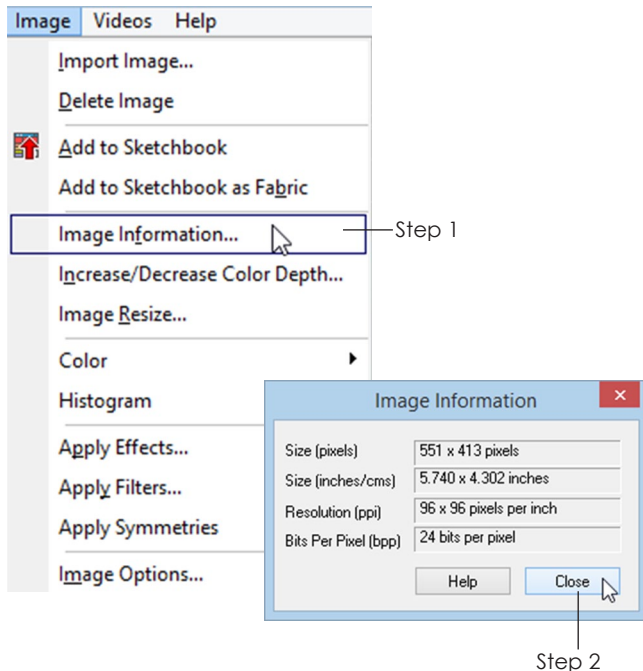 Image Videos Help
Import Image...
Delete Image
Add to Sketchbook
Add to Sketchbook as Fabric
Image Information...
Step 1
Increase/Decrease Color Depth...
Image Resize...
Color
Histogram
Apply Effects...
Apply Filters...
Apply Symmetries
Image Options...
Image Information
Size (pixels) 551 x 413 pixels
Size (inches/cms) 5.740 x 4.302 inches
Resolution (ppi) 96 x 96 pixels per inch
Bits Per Pixel (bpp) 24 bits per pixel
Help Close
Step 2